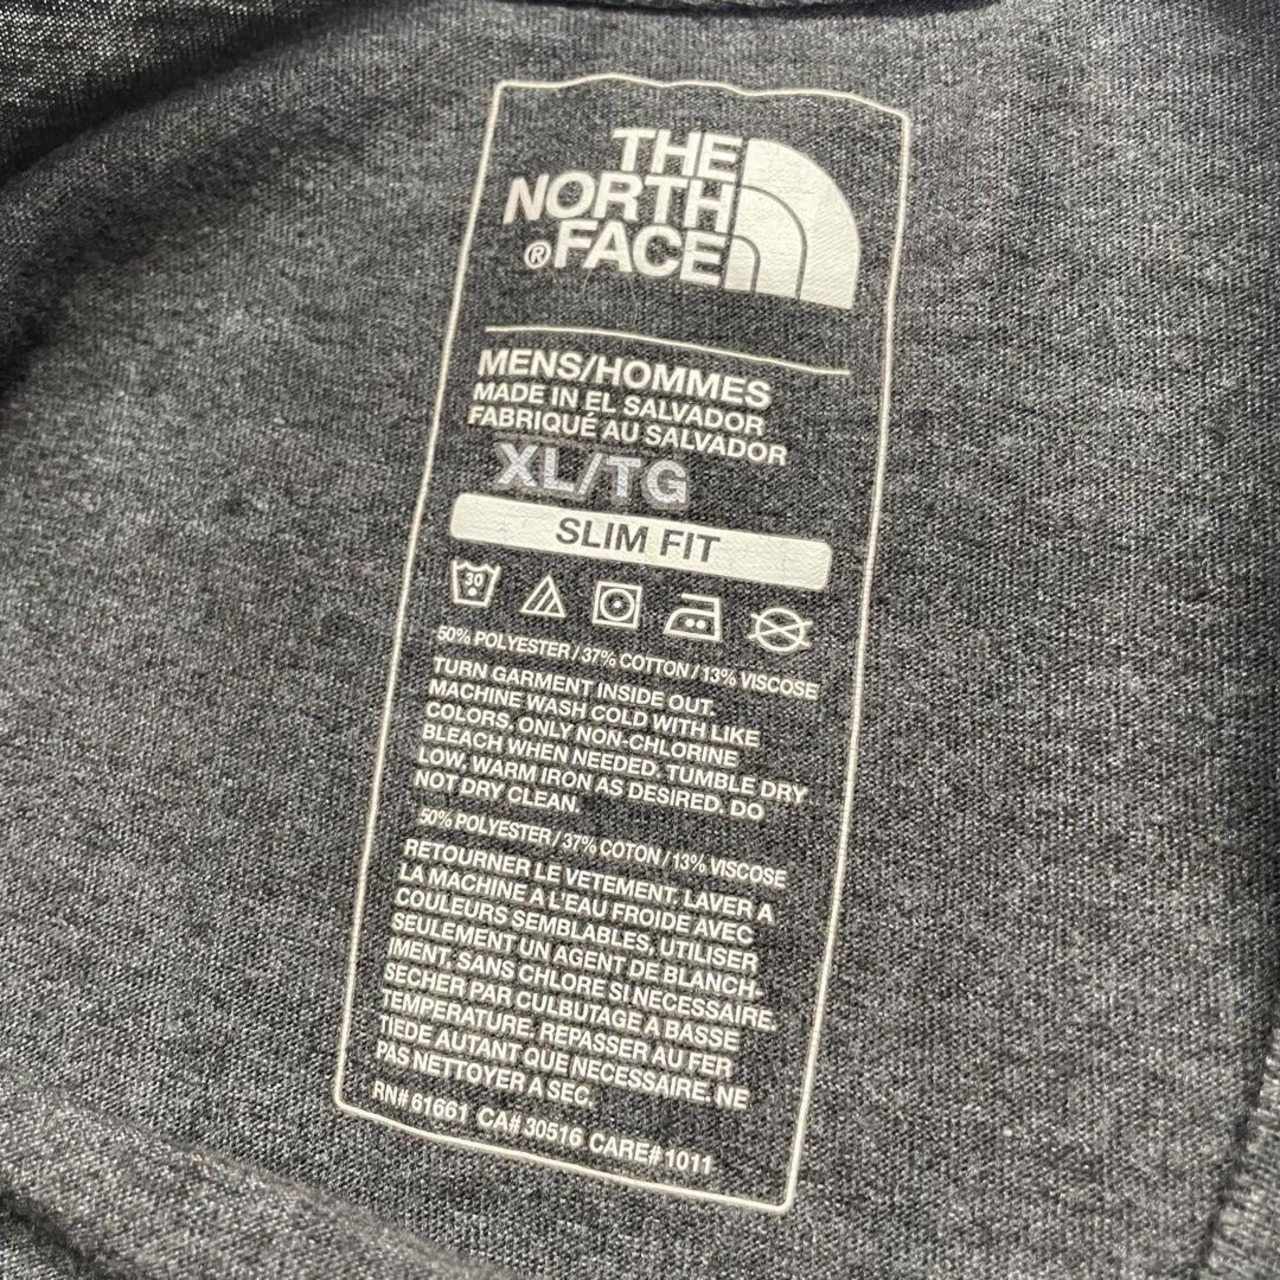 THE
NORTH
®FACE
MENS/HOMMES
MADE IN EL SALVADOR
FABRIQUÉ AU SALVADOR
XL/TG
SLIM FIT
30
50% POLYESTER / 37% COTTON / 13% VISCOSE
TURN GARMENT INSIDE OUT.
MACHINE WASH COLD WITH LIKE
COLORS. ONLY NON-CHLORINE
BLEACH WHEN NEEDED. TUMBLE DRY
LOW, WARM IRON AS DESIRED. DO
NOT DRY CLEAN.
50% POLYESTER / 37% COTON / 13% VISCOSE
RETOURNER LE VETEMENT. LAVER A
LA MACHINE A L'EAU FROIDE AVEC
COULEURS SEMBLABLES, UTILISER
SEULEMENT UN AGENT DE BLANCH-
IMENT, SANS CHLORE SI NECESSAIRE.
SECHER PAR CULBUTAGE A BASSE
TEMPERATURE. REPASSER AU FER
TIEDE AUTANT QUE NECESSAIRE. NE
PAS NETTOYER A SEC.
RN# 61661 CA# 30516 CARE# 1011